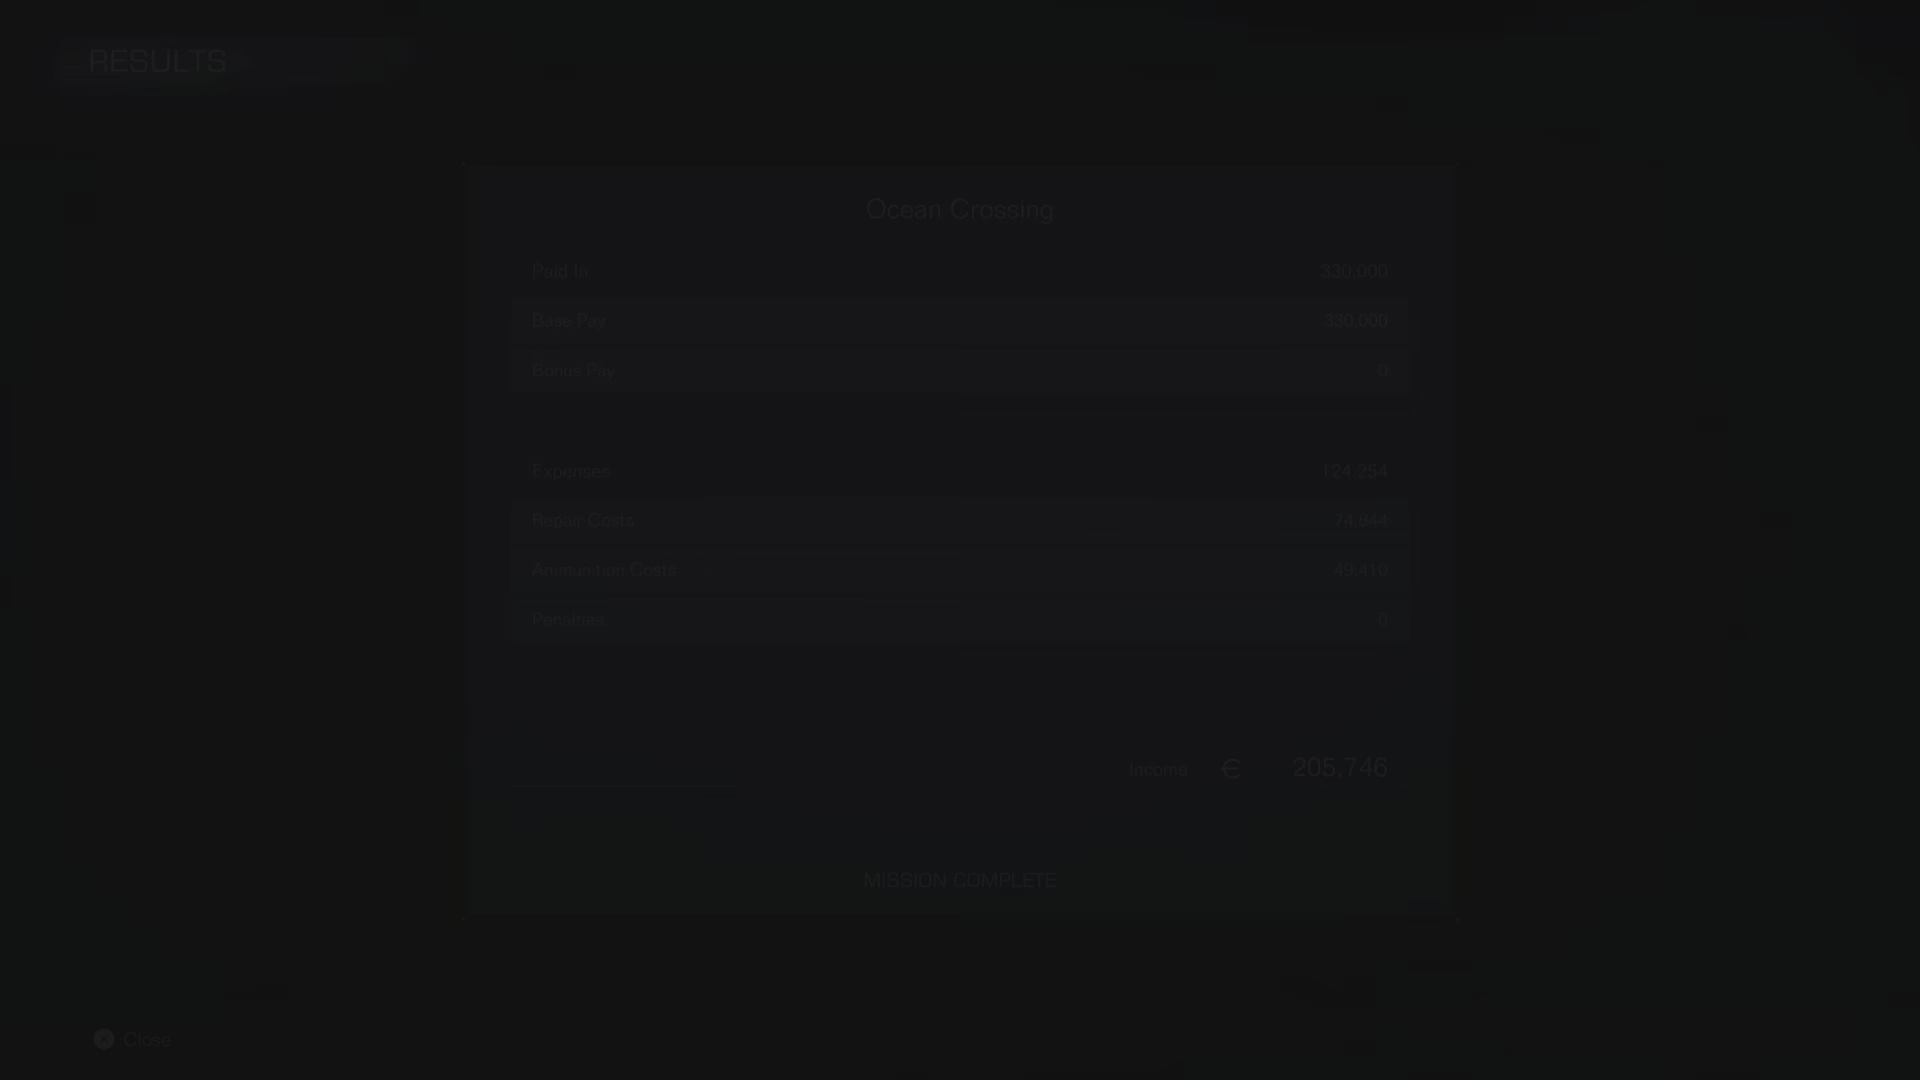 RESULTS
Ocean Crossing
Paid In 330,000
Base Pay 330,000
Bonus Pay 0
Expenses 124,254
Repair Costs 74,844
Ammunition Costs 49,410
Penalties 0
Income 205,746
MISSION COMPLETE
:Close